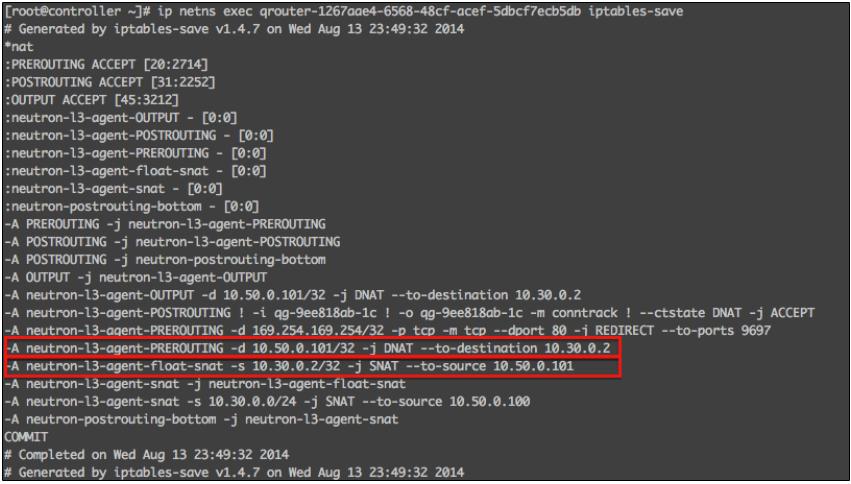 [root@controller ~]# ip netns exec qrouter-1267aae4-6568-48cf-acef-5dbcf7ecb5db iptables-save
# Generated by iptables-save v1.4.7 on Wed Aug 13 23:49:32 2014
*nat
:PREROUTING ACCEPT [20:2714]
:POSTROUTING ACCEPT [31:2252]
:OUTPUT ACCEPT [45:3212]
:neutron-l3-agent-OUTPUT - [0:0]
:neutron-l3-agent-POSTROUTING - [0:0]
:neutron-l3-agent-PREROUTING - [0:0]
:neutron-l3-agent-float-snat - [0:0]
:neutron-l3-agent-snat - [0:0]
:neutron-postrouting-bottom - [0:0]
-A PREROUTING -j neutron-l3-agent-PREROUTING
-A POSTROUTING -j neutron-l3-agent-POSTROUTING
-A POSTROUTING -j neutron-postrouting-bottom
-A OUTPUT -j neutron-l3-agent-OUTPUT
-A neutron-l3-agent-OUTPUT -d 10.50.0.101/32 -j DNAT --to-destination 10.30.0.2
-A neutron-l3-agent-POSTROUTING ! -i qg-9ee818ab-1c ! -o qg-9ee818ab-1c -m conntrack ! --ctstate DNAT -j ACCEPT
-A neutron-l3-agent-PREROUTING -d 169.254.169.254/32 -p tcp -m tcp --dport 80 -j REDIRECT --to-ports 9697
-A neutron-l3-agent-PREROUTING -d 10.50.0.101/32 -j DNAT --to-destination 10.30.0.2
-A neutron-l3-agent-float-snat -s 10.30.0.2/32 -j SNAT --to-source 10.50.0.101
-A neutron-l3-agent-snat -j neutron-l3-agent-float-snat
-A neutron-l3-agent-snat -s 10.30.0.0/24 -j SNAT --to-source 10.50.0.100
-A neutron-postrouting-bottom -j neutron-l3-agent-snat
COMMIT
# Completed on Wed Aug 13 23:49:32 2014
# Generated by iptables-save v1.4.7 on Wed Aug 13 23:49:32 2014